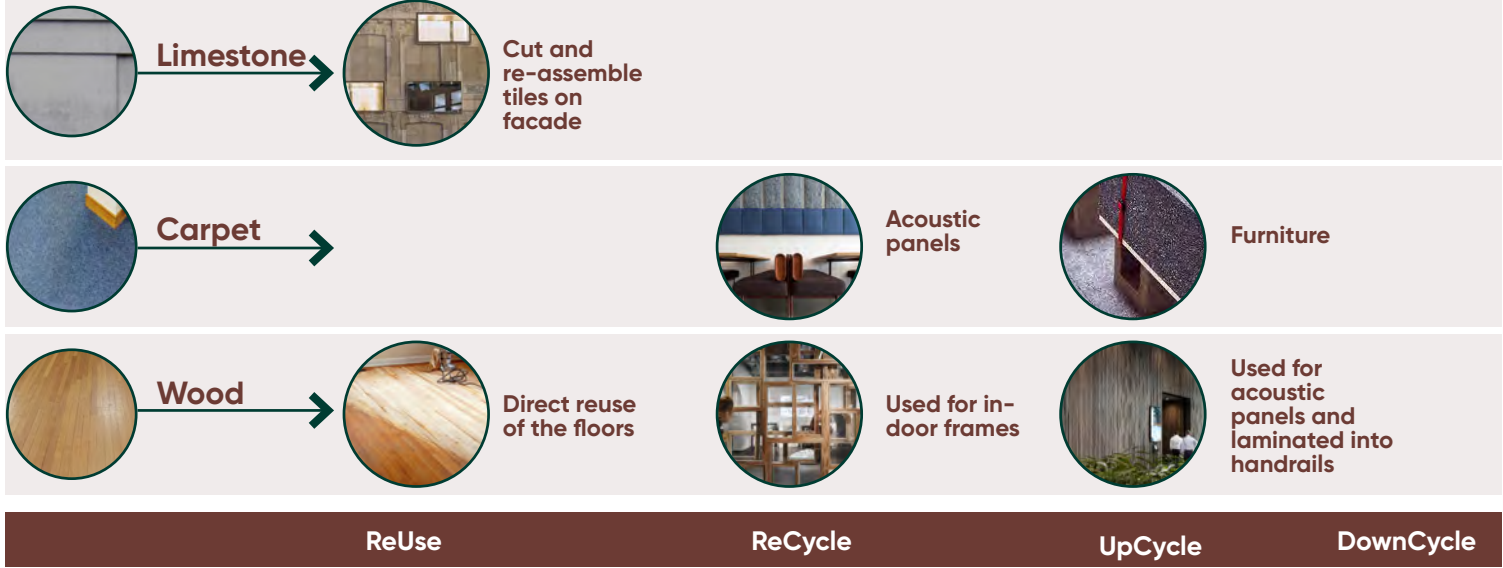 Limestone
Cut and
re-assemble
tiles on
facade
Carpet
Acoustic
panels
Furniture
Wood
Direct reuse
of the floors
Used for in-
door frames
Used for
acoustic
panels and
laminated into
handrails
ReUse
ReCycle
UpCycle
DownCycle